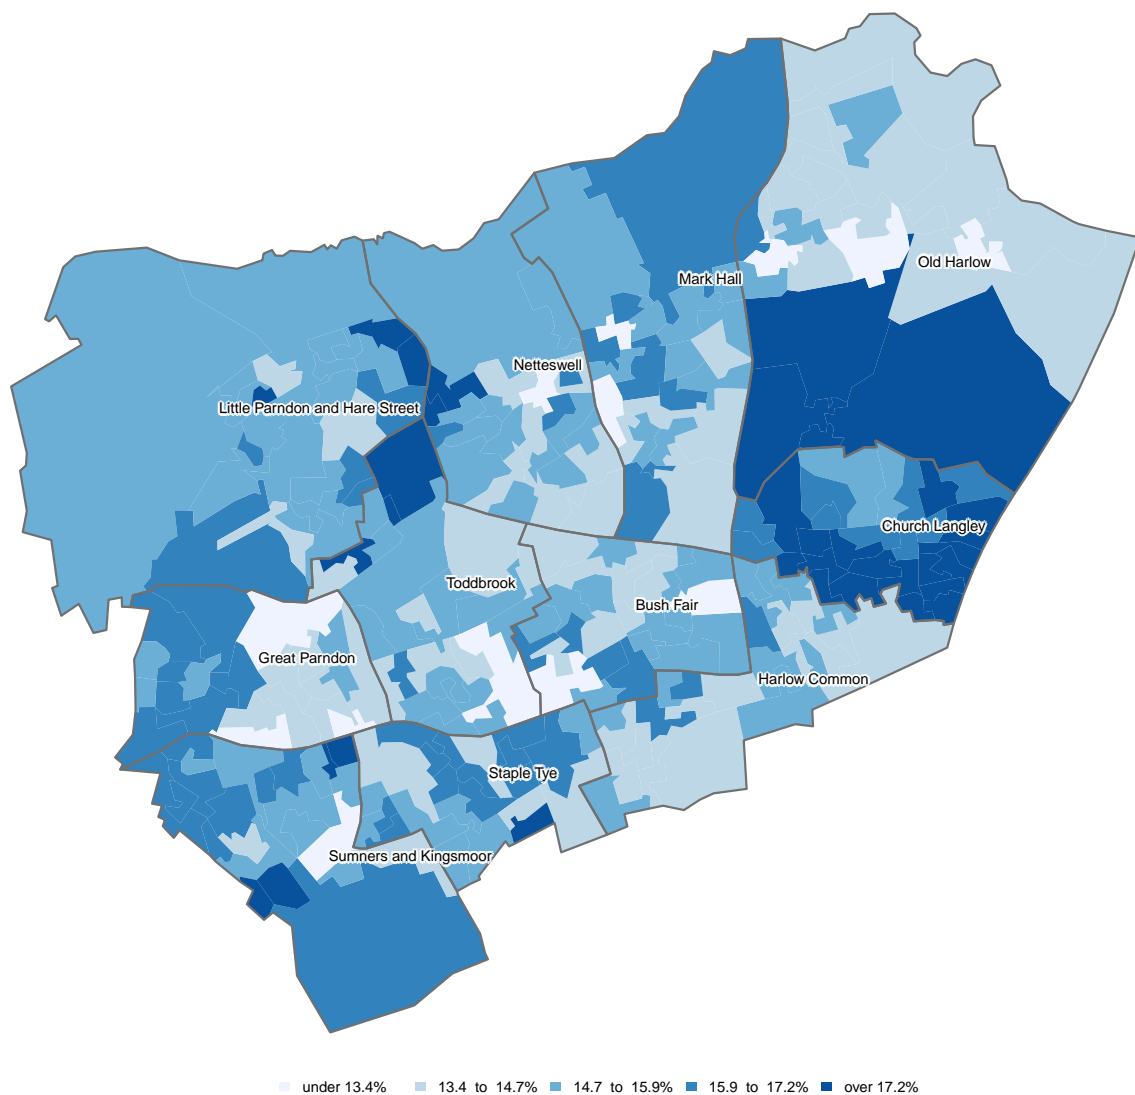 Old Harlow
Mark Hall
Netteswell
Little Parndon and Hare Street
Church Langley
Toddbrook
Bush Fair
Great Parndon
Harlow Common
Staple Tye
Sumners and Kingsmoor
under 13.4% 13.4 to 14.7% 14.7 to 15.9% 15.9 to 17.2% over 17.2%